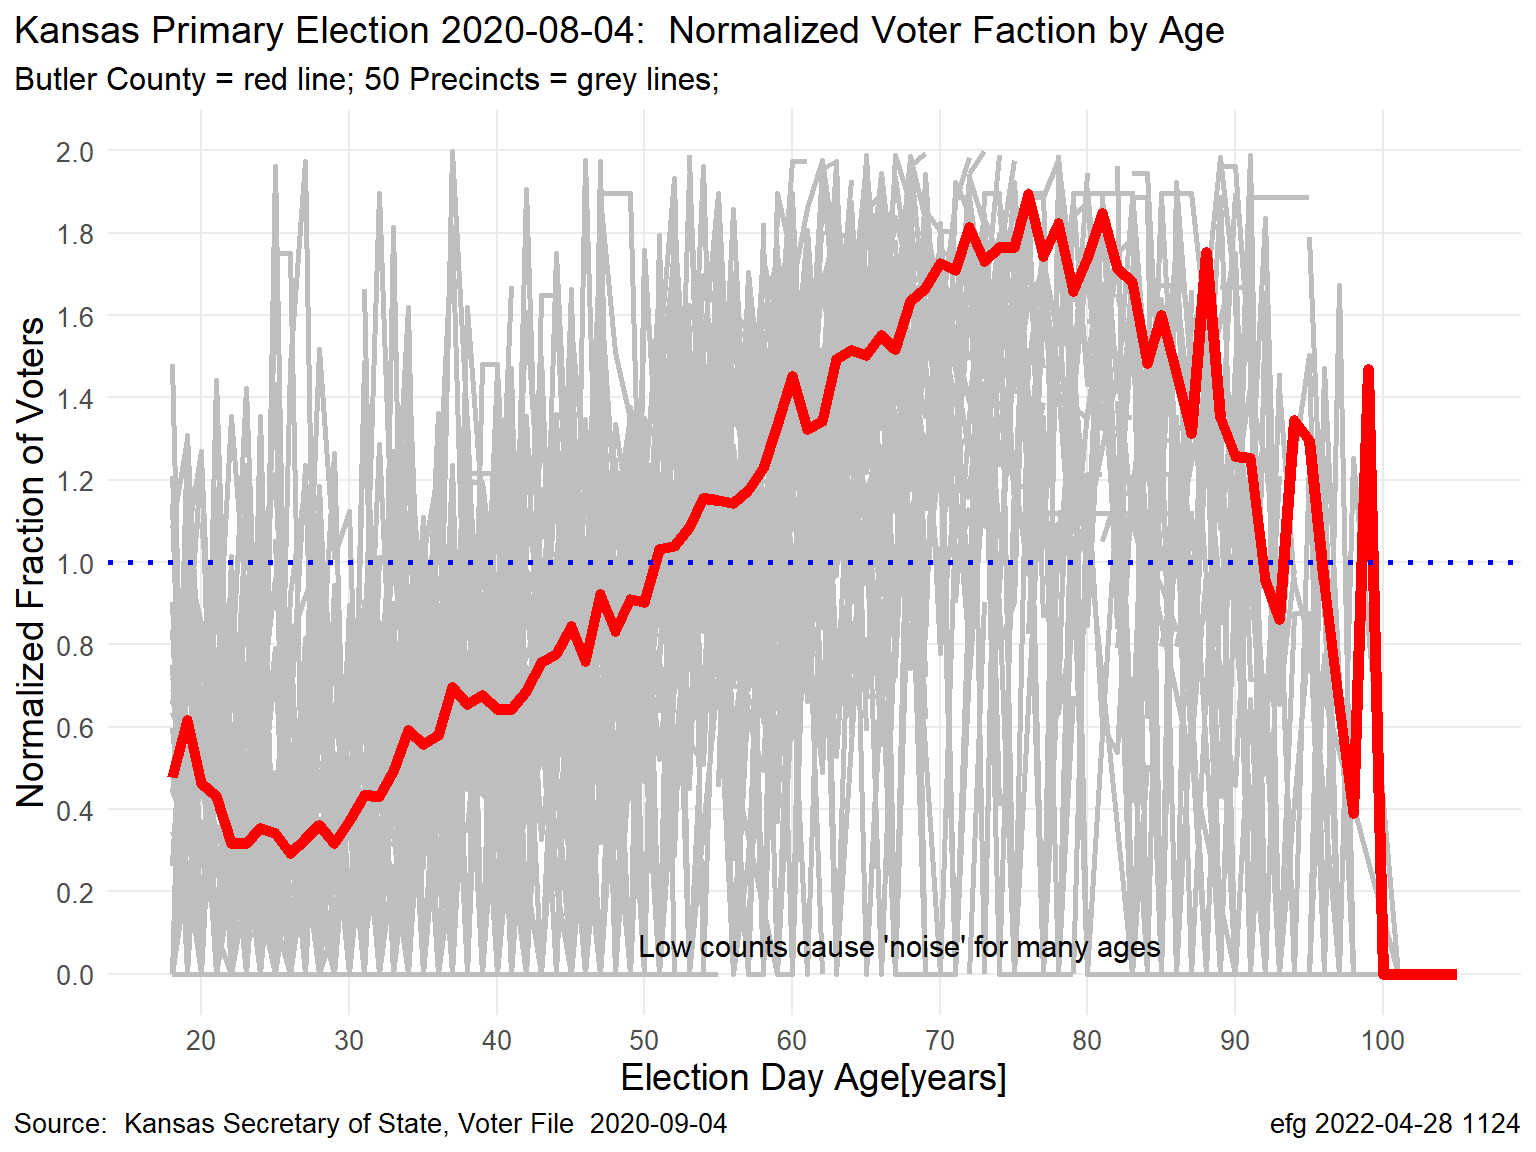 Kansas Primary Election 2020-08-04:  Normalized Voter Faction by Age
Butler County = red line; 50 Precincts = grey lines;
Normalized Fraction of Voters
2.0
1.8
1.6
1.4
1.2
1.0
0.8
0.6
0.4
0.2
0.0
Low counts cause 'noise' for many ages
20 30 40 50 60 70 80 90 100
Election Day Age[years]
Source:  Kansas Secretary of State, Voter File  2020-09-04
efg 2022-04-28 1124